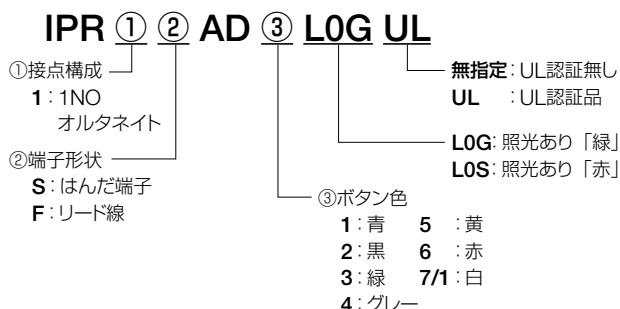 IPR ① ② AD ③ L0G UL
①接点構成
1：1NO
オルタネイト
②端子形状
S：はんだ端子
F：リード線
無指定：UL認証無し
UL ：UL認証品
L0G：照光あり「緑」
L0S：照光あり「赤」
③ボタン色
1：青 5 ：黄
2：黒 6 ：赤
3：緑 7/1：白
4：グレー